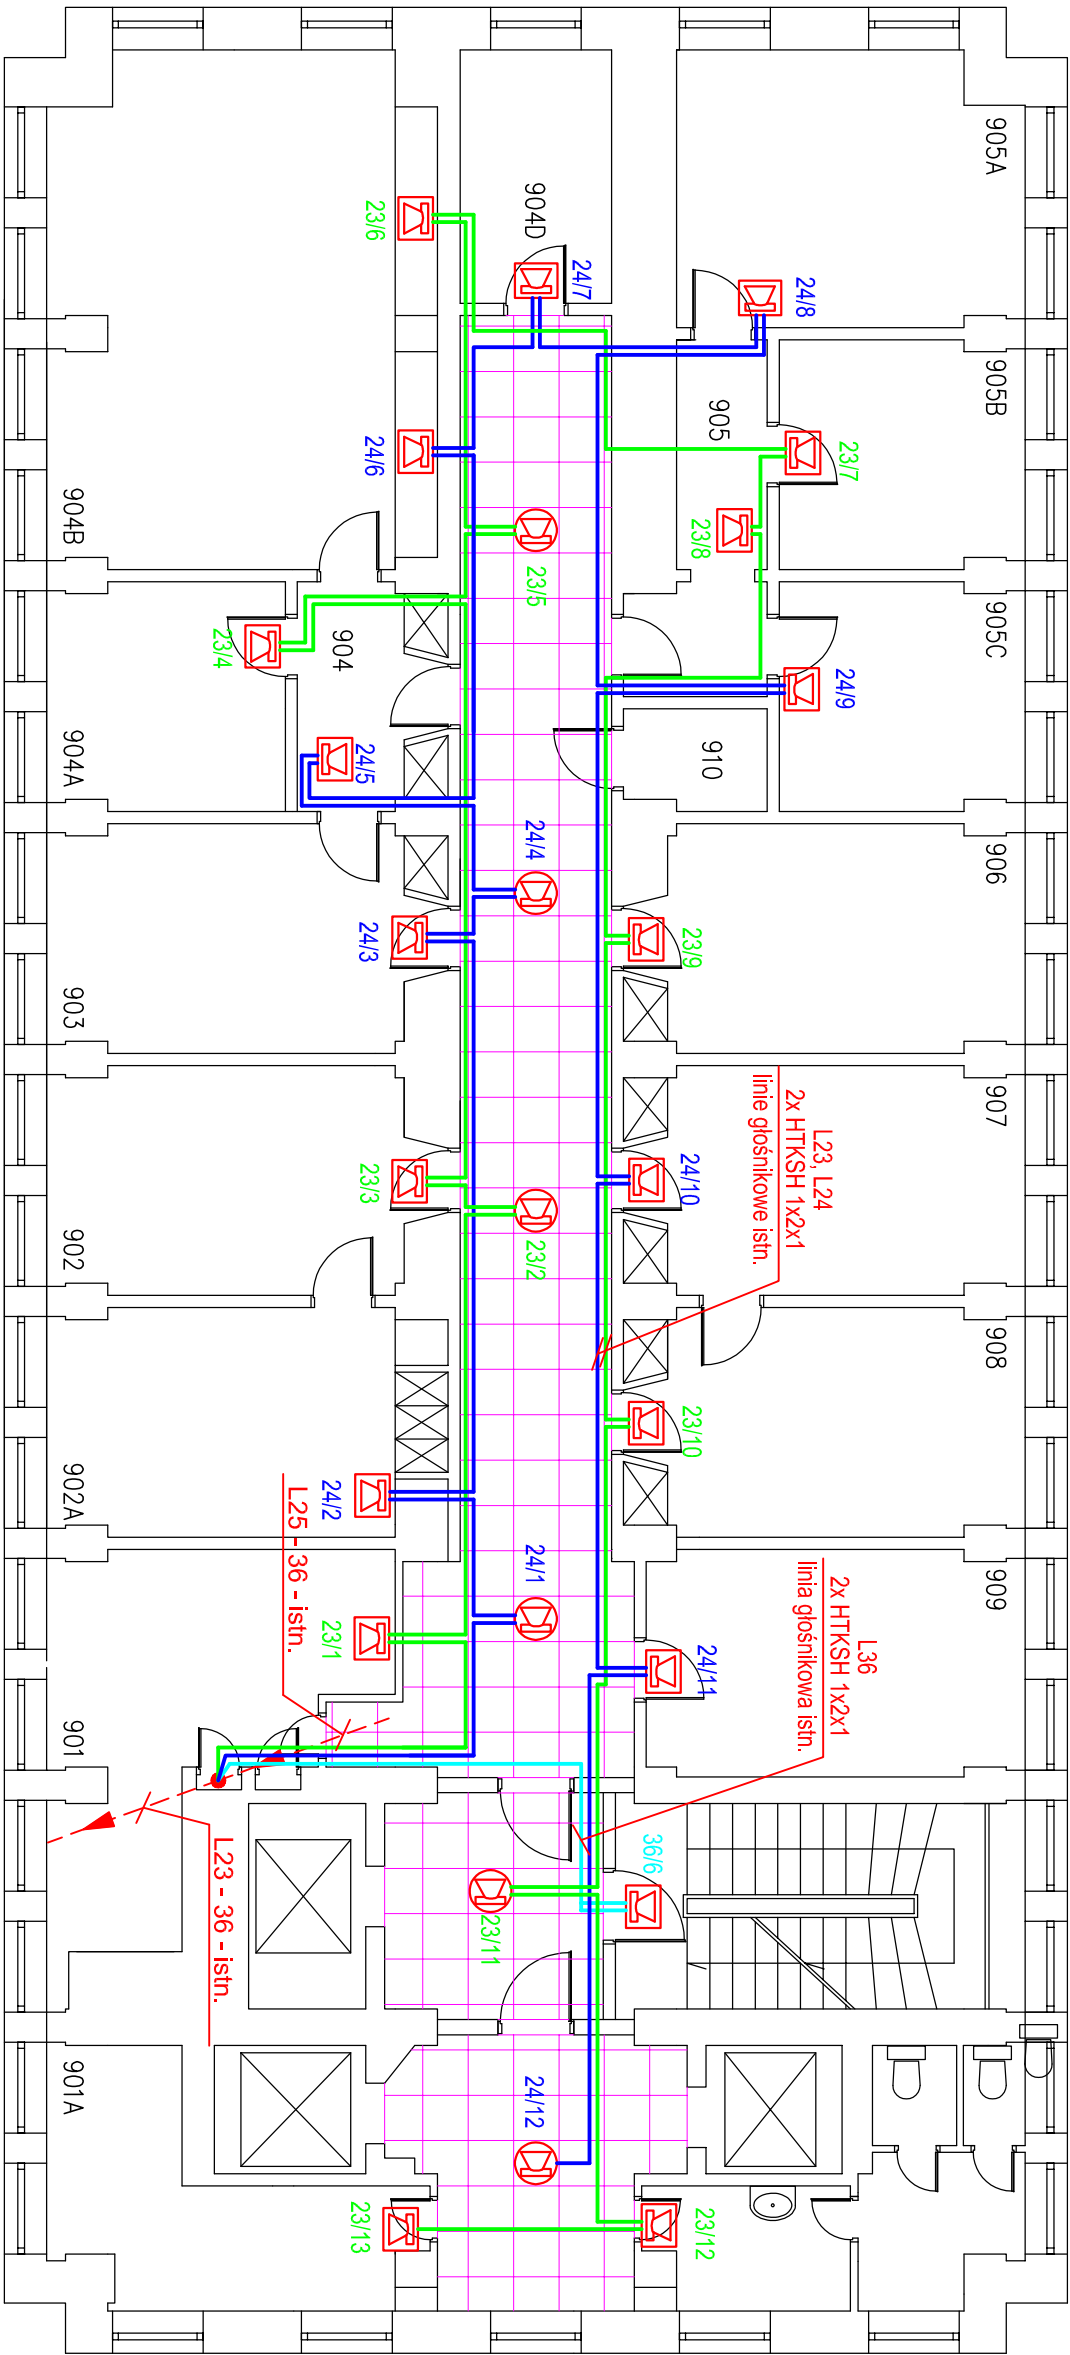 905A
905B
905C
906
907
908
909
24/8
23/7
905
23/8
24/9
910
24/7
904D
23/6
24/6
23/5
904
23/4
24/5
24/4
24/3
23/9
24/10
23/3
23/2
23/10
24/2
24/1
23/1
24/11
L23, L24
2x HTKSH 1x2x1
linie głośnikowe istn.
L36
2x HTKSH 1x2x1
linia głośnikowa istn.
L25 - 36 - istn.
L23 - 36 - istn.
36/6
23/11
24/12
23/12
23/13
904B
904A
903
902
902A
901
901A